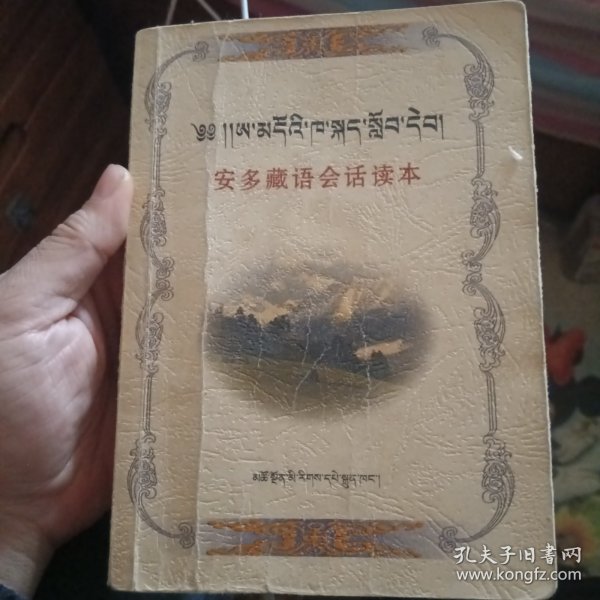 ༄༅།།ཨ་མདོའི་ཁ་སྐད་སློབ་དེབ།
安多藏语会话读本
མཚོ་སྔོན་མི་རིགས་དཔེ་སྐྲུན་ཁང་།
孔夫子旧书网
www.kongfz.com